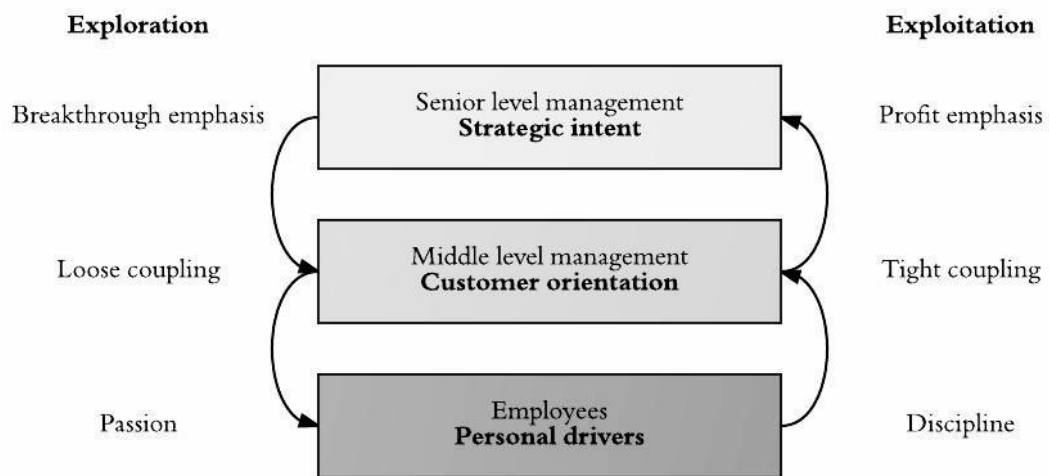 Exploration
Exploitation
Breakthrough emphasis
Senior level management
Strategic intent
Profit emphasis
Loose coupling
Middle level management
Customer orientation
Tight coupling
Passion
Employees
Personal drivers
Discipline